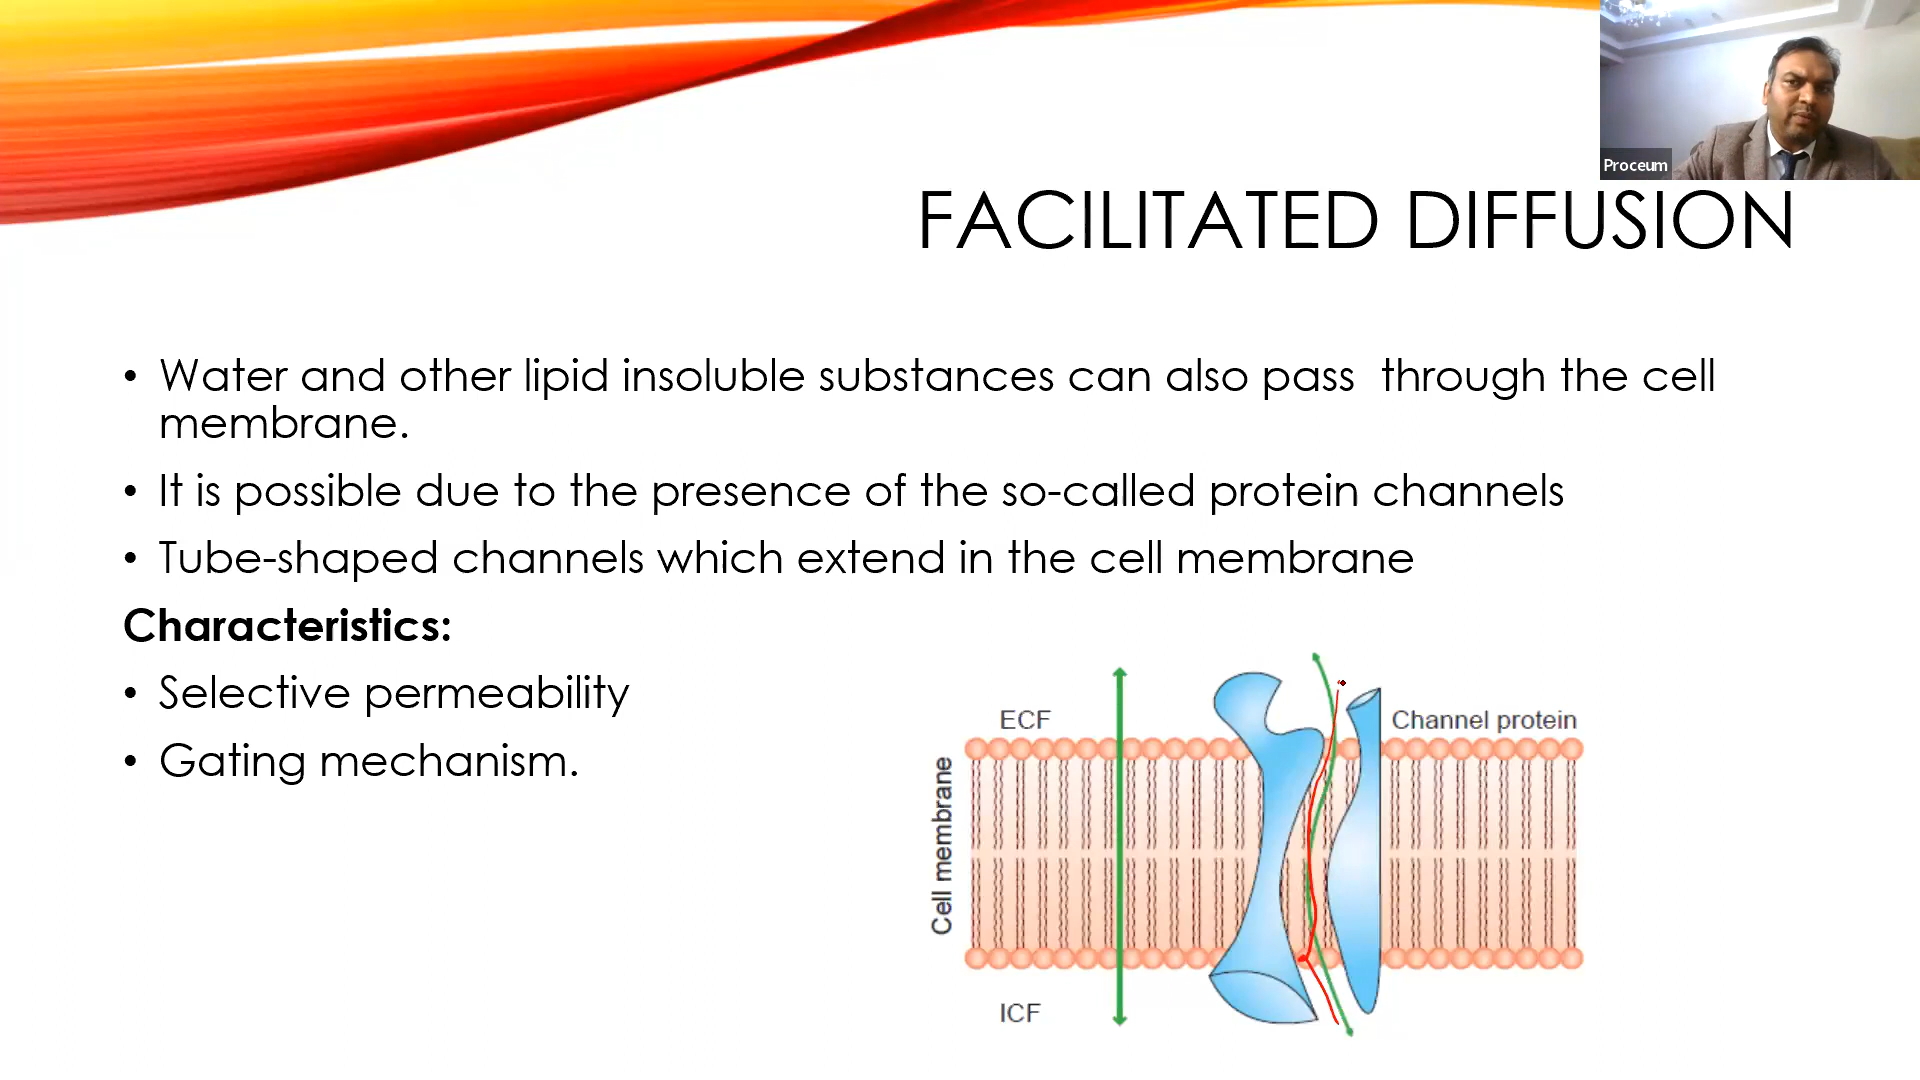 Proceum
FACILITATED DIFFUSION
• Water and other lipid insoluble substances can also pass through the cell
membrane.
• It is possible due to the presence of the so-called protein channels
• Tube-shaped channels which extend in the cell membrane
Characteristics:
• Selective permeability
• Gating mechanism.
ECF
Channel protein
Cell membrane
ICF